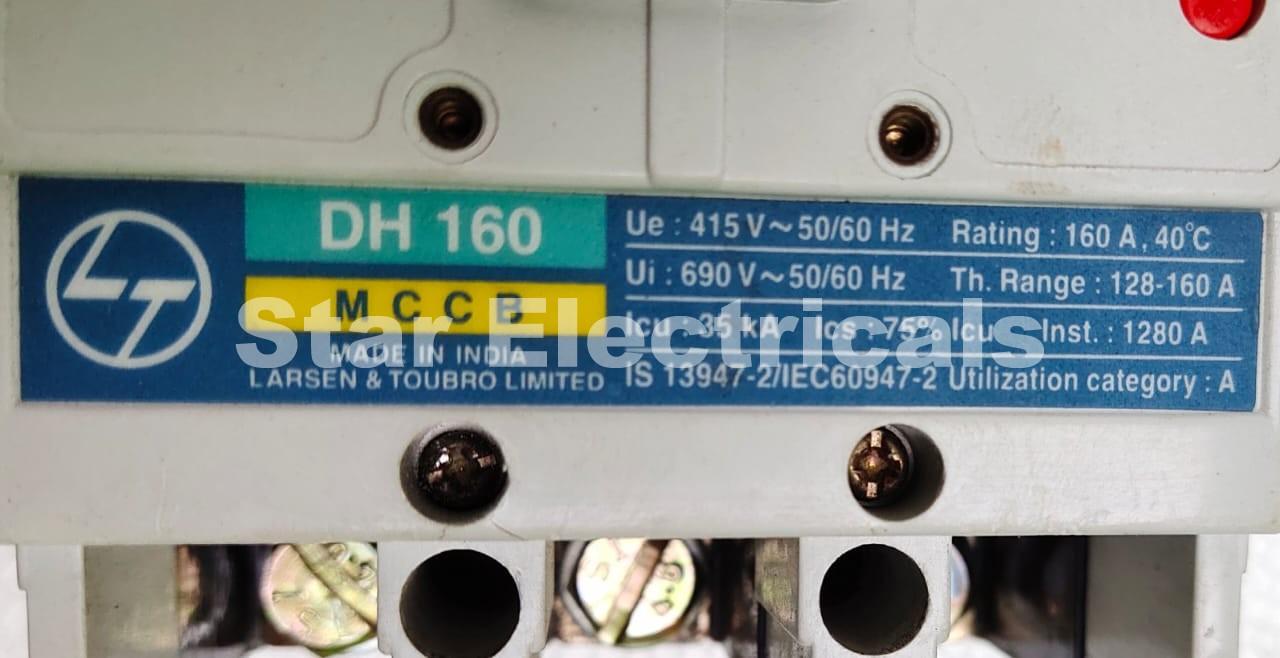 LT
DH 160
M C C B
MADE IN INDIA
LARSEN & TOUBRO LIMITED
Ue : 415 V ~ 50/60 Hz Rating : 160 A, 40°C
Ui : 690 V ~ 50/60 Hz Th. Range : 128-160 A
Icu : 35 kA Ics : 75% Icu Inst. : 1280 A
IS 13947-2/IEC60947-2 Utilization category : A
Star Electricals